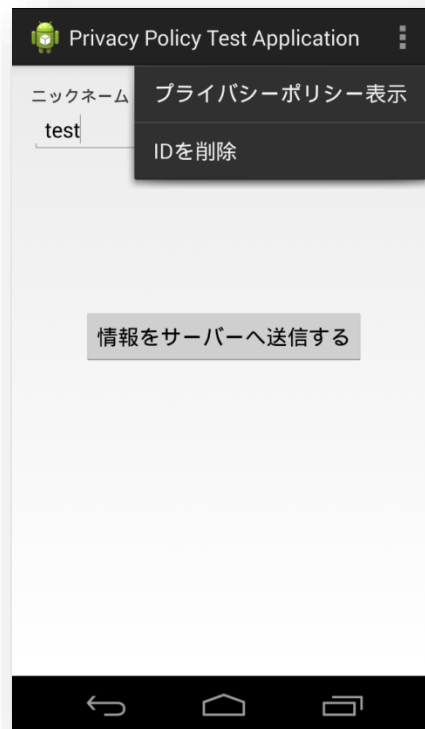 Privacy Policy Test Application
プライバシーポリシー表示
IDを削除
ニックネーム
test
情報をサーバーへ送信する